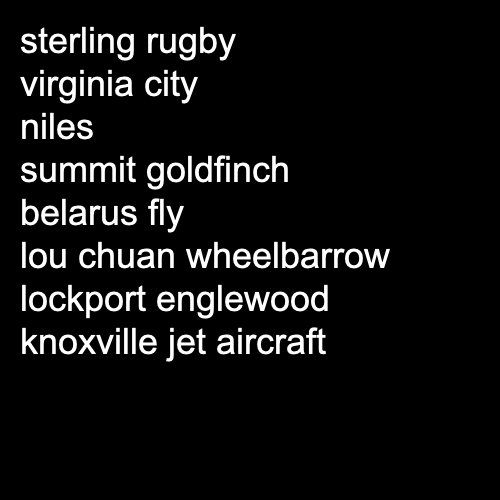 sterling rugby
virginia city
niles
summit goldfinch
belarus fly
lou chuan wheelbarrow
lockport englewood
knoxville jet aircraft